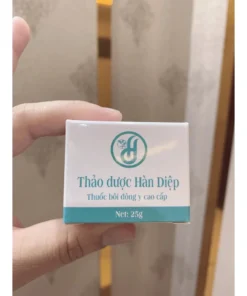 Thảo dược Hàn Diệp
Thuốc bôi đông y cao cấp
Net: 25g